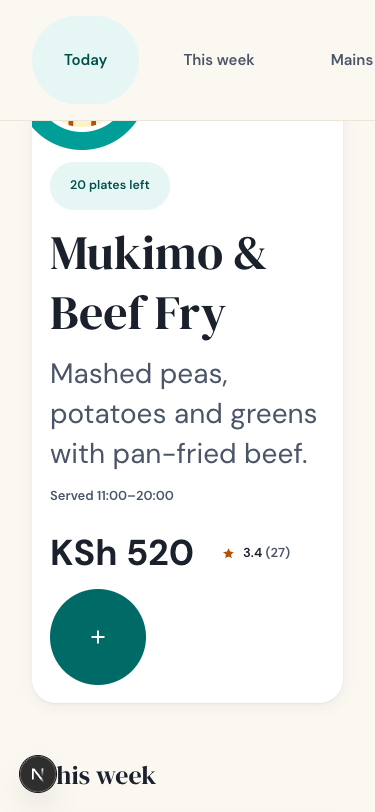 Today
This week
Mains
20 plates left
Mukimo &
Beef Fry
Mashed peas,
potatoes and greens
with pan-fried beef.
Served 11:00–20:00
KSh 520
★ 3.4 (27)
+
N
his week